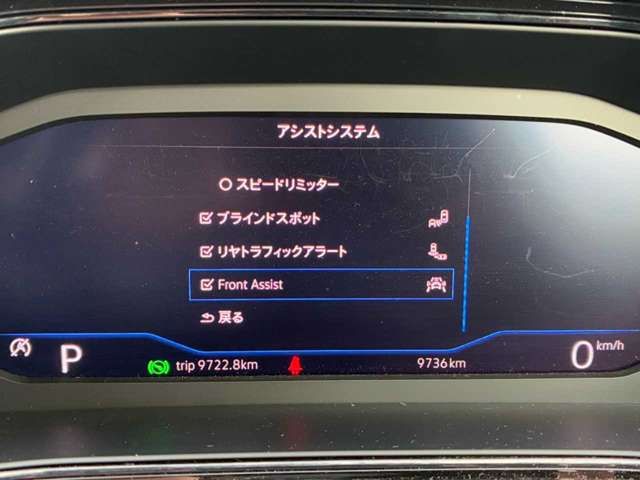 アシストシステム
スピードリミッター
ブラインドスポット
リヤトラフィックアラート
Front Assist
戻る
P trip 9722.8km 9736km 0 km/h